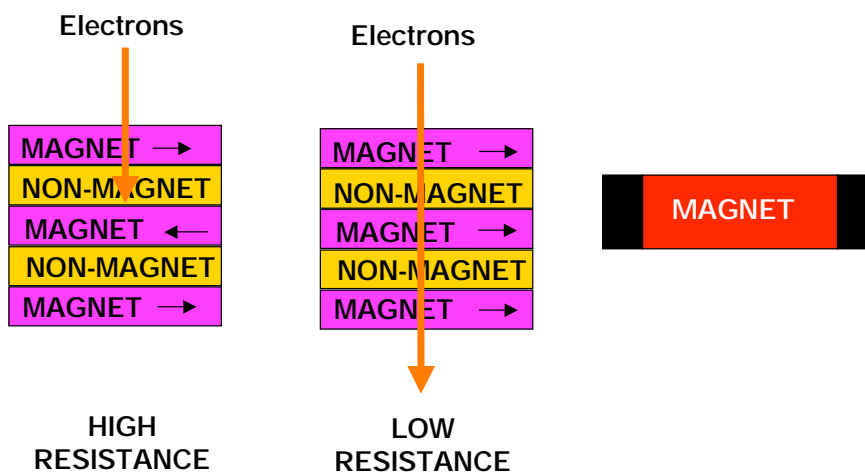 Electrons
MAGNET
NON-MAGNET
MAGNET
NON-MAGNET
MAGNET
HIGH
RESISTANCE
Electrons
MAGNET
NON-MAGNET
MAGNET
NON-MAGNET
MAGNET
LOW
RESISTANCE
MAGNET